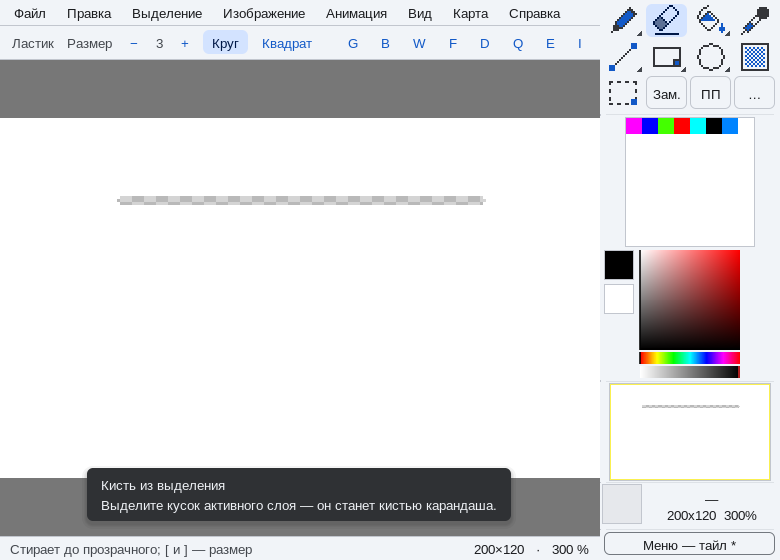 Файл Правка Выделение Изображение Анимация Вид Карта Справка
Ластик Размер − 3 + Круг Квадрат G B W F D Q E I
Зам. ПП ...
Кисть из выделения
Выделите кусок активного слоя — он станет кистью карандаша.
—
200x120 300%
Стирает до прозрачного; [ и ] — размер 200×120 · 300 %
Меню — тайл *